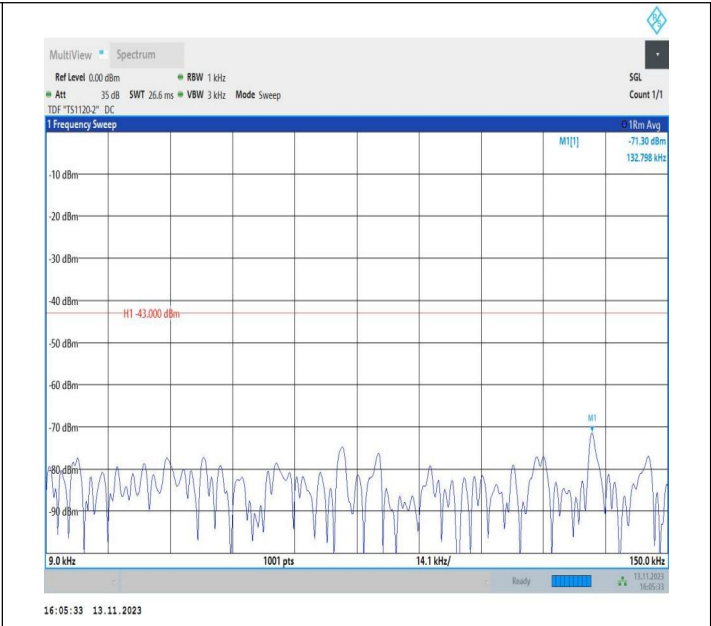 MultiView Spectrum
Ref Level 0.00 dBm RBW 1 kHz SGL
Att 35 dB SWT 26.6 ms VBW 3 kHz Mode Sweep Count 1/1
TDF "TS1120-2" DC
1 Frequency Sweep 1Rm Avg
M1[1] -71.30 dBm
132.798 kHz
-10 dBm
-20 dBm
-30 dBm
-40 dBm
H1 -43.000 dBm
-50 dBm
-60 dBm
-70 dBm
M1
-80 dBm
-90 dBm
9.0 kHz 1001 pts 14.1 kHz/ 150.0 kHz
Ready 13.11.2023
16:05:33
16:05:33 13.11.2023